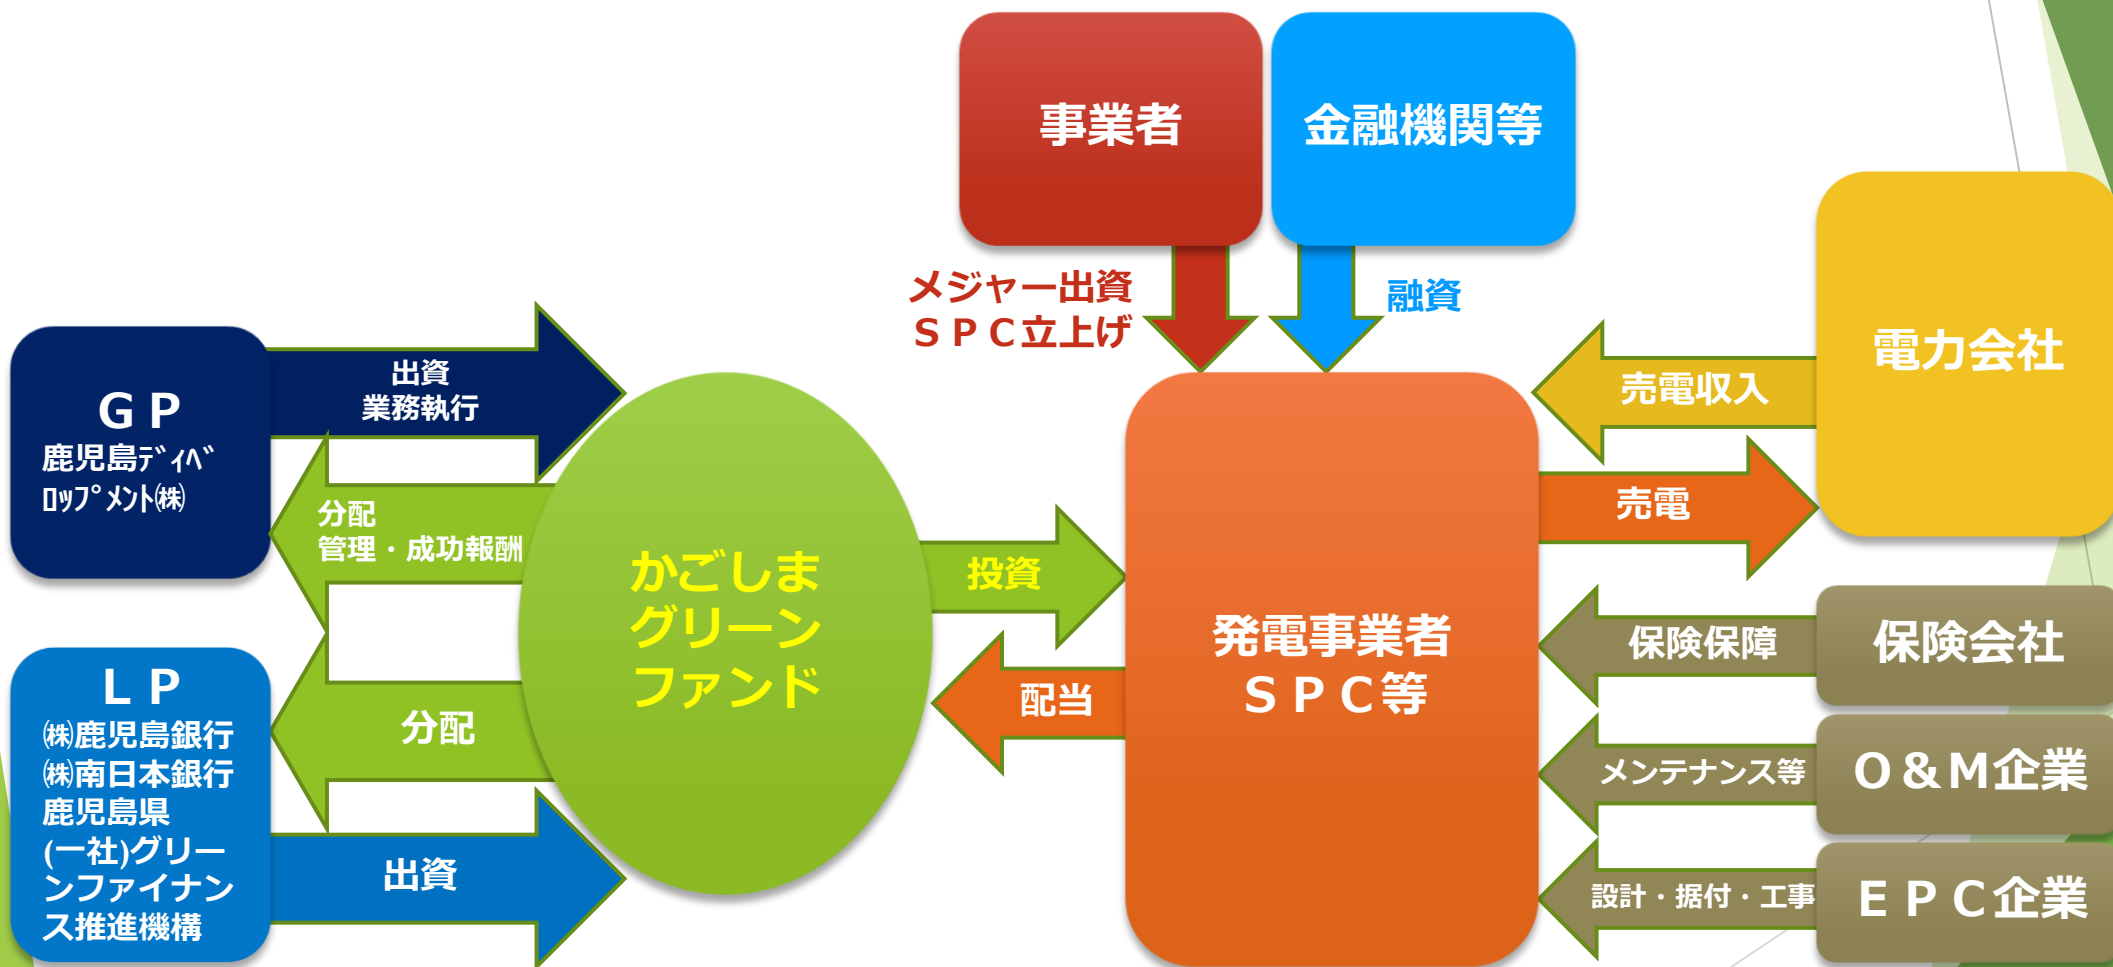 事業者
金融機関等
メジャー出資
ＳＰＣ立上げ
融資
電力会社
売電収入
売電
ＧＰ
鹿児島ﾃﾞｨﾍﾞ
ﾛｯﾌﾟﾒﾝﾄ㈱
出資
業務執行
分配
管理・成功報酬
かごしま
グリーン
ファンド
投資
配当
発電事業者
ＳＰＣ等
保険保障
保険会社
ＬＰ
㈱鹿児島銀行
㈱南日本銀行
鹿児島県
(一社)グリー
ンファイナン
ス推進機構
分配
出資
メンテナンス等
Ｏ＆Ｍ企業
設計・据付・工事
ＥＰＣ企業